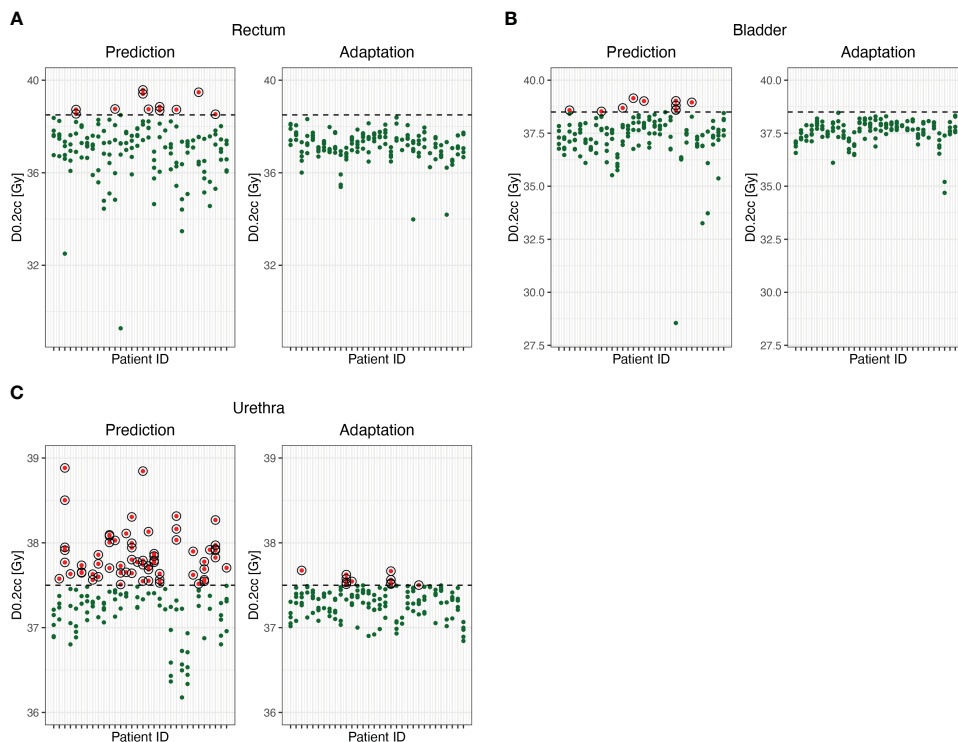 A
Rectum
Prediction
Adaptation
40
36
32
D0.2cc [Gy]
Patient ID
40
36
32
D0.2cc [Gy]
Patient ID
B
Bladder
Prediction
Adaptation
40.0
37.5
35.0
32.5
30.0
27.5
D0.2cc [Gy]
Patient ID
40.0
37.5
35.0
32.5
30.0
27.5
D0.2cc [Gy]
Patient ID
C
Urethra
Prediction
Adaptation
39
38
37
36
D0.2cc [Gy]
Patient ID
39
38
37
36
D0.2cc [Gy]
Patient ID